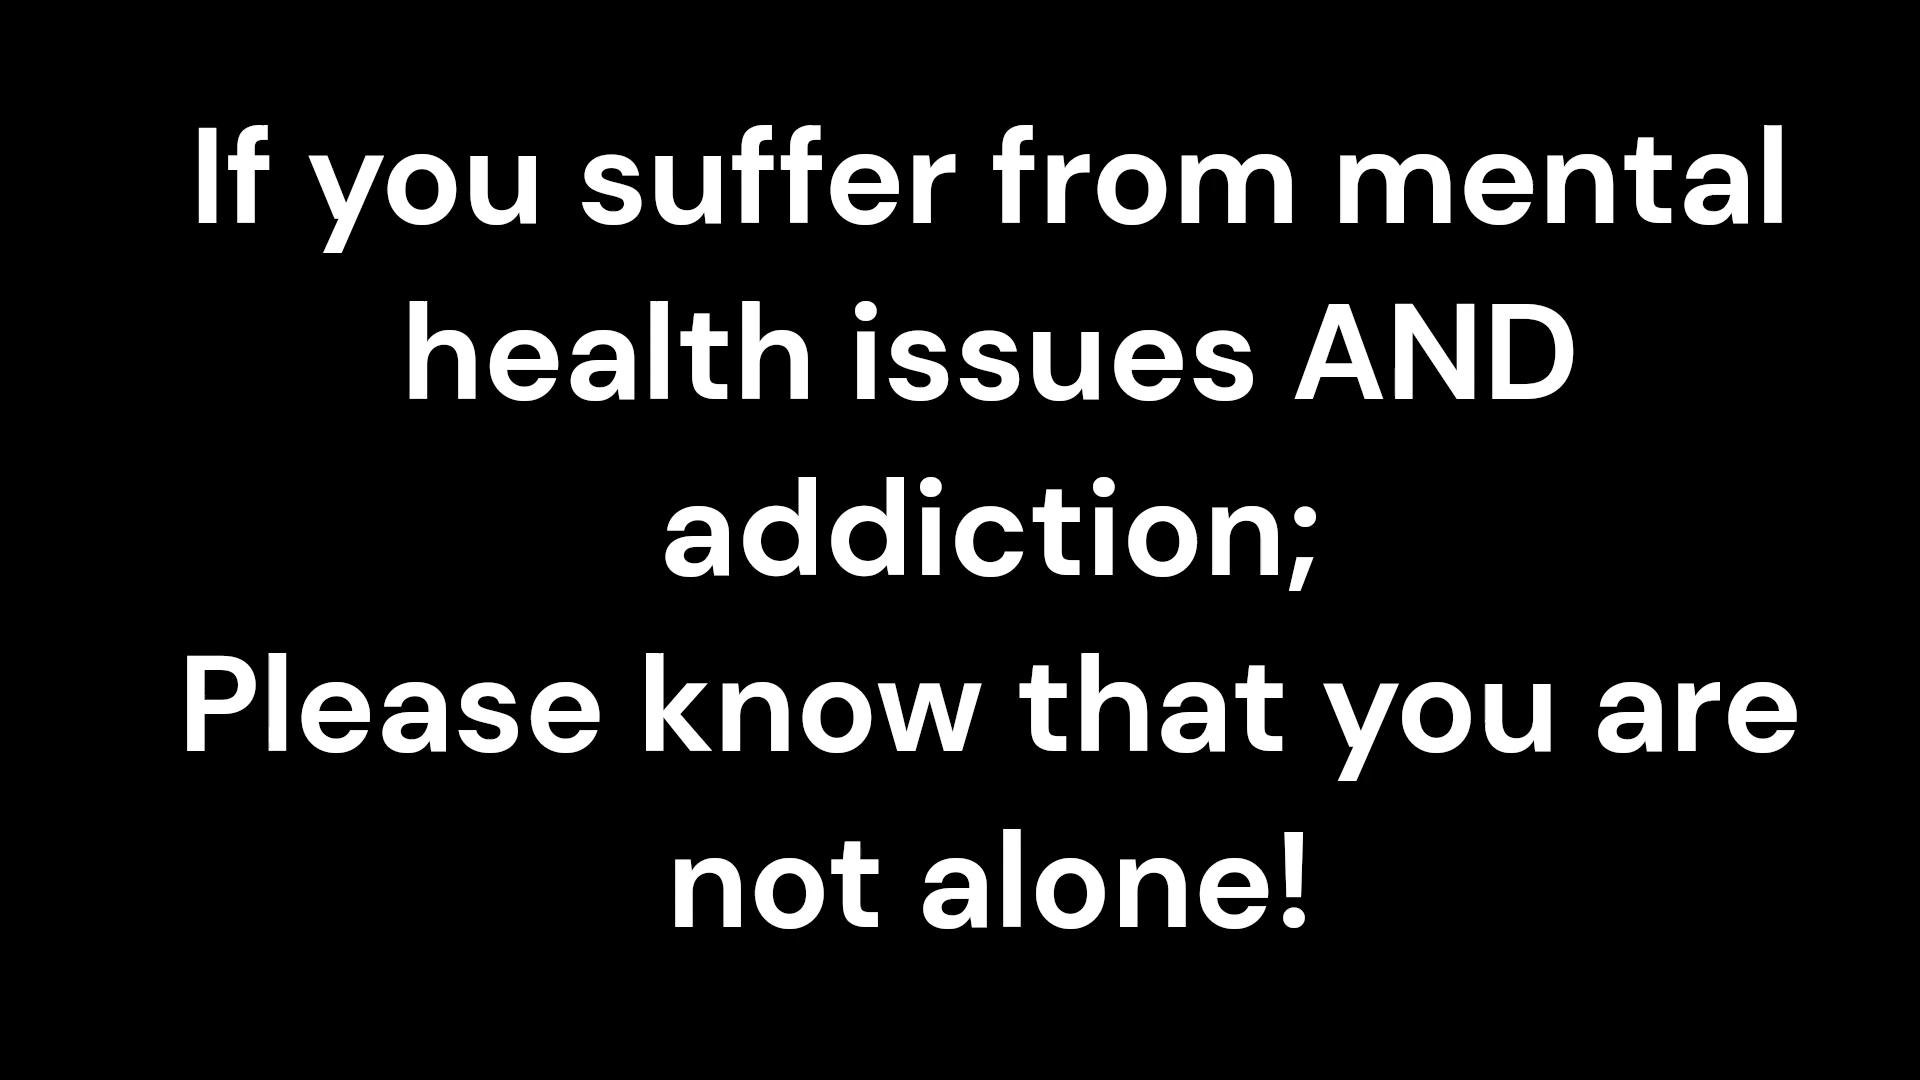 If you suffer from mental
health issues AND
addiction;
Please know that you are
not alone!